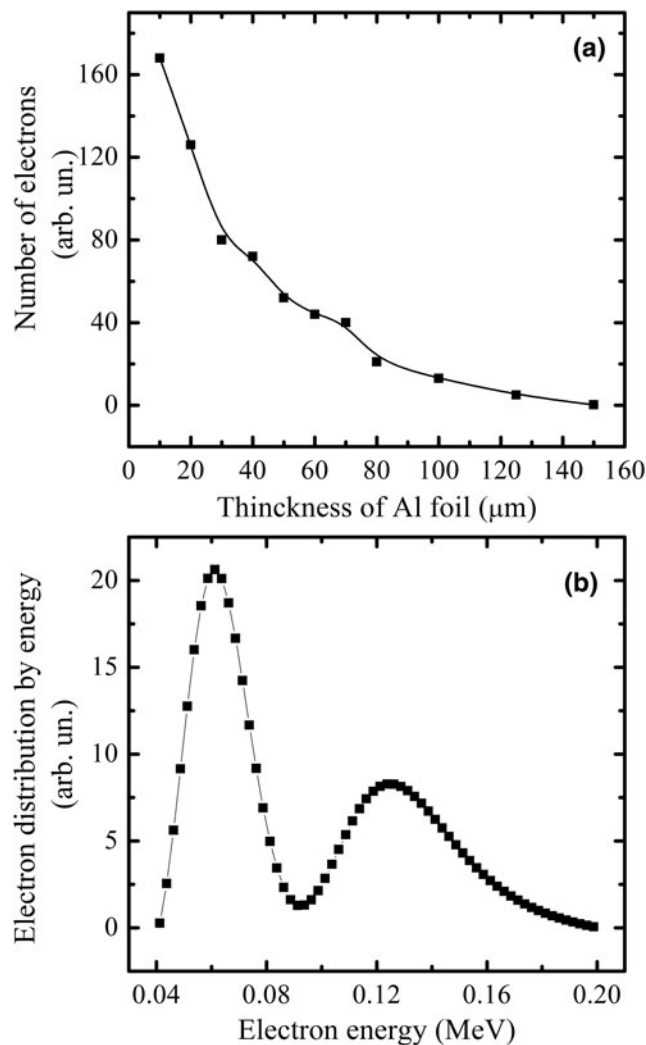 (a)
Number of electrons
(arb. un.)
160
120
80
40
0
0 20 40 60 80 100 120 140 160
Thinckness of Al foil (μm)
(b)
Electron distribution by energy
(arb. un.)
20
15
10
5
0
0.04 0.08 0.12 0.16 0.20
Electron energy (MeV)